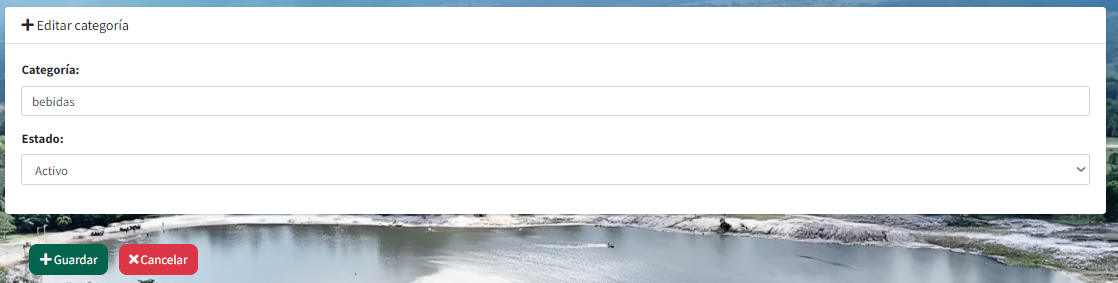 Editar categoría
Categoría:
bebidas
Estado:
Activo
Guardar Cancelar